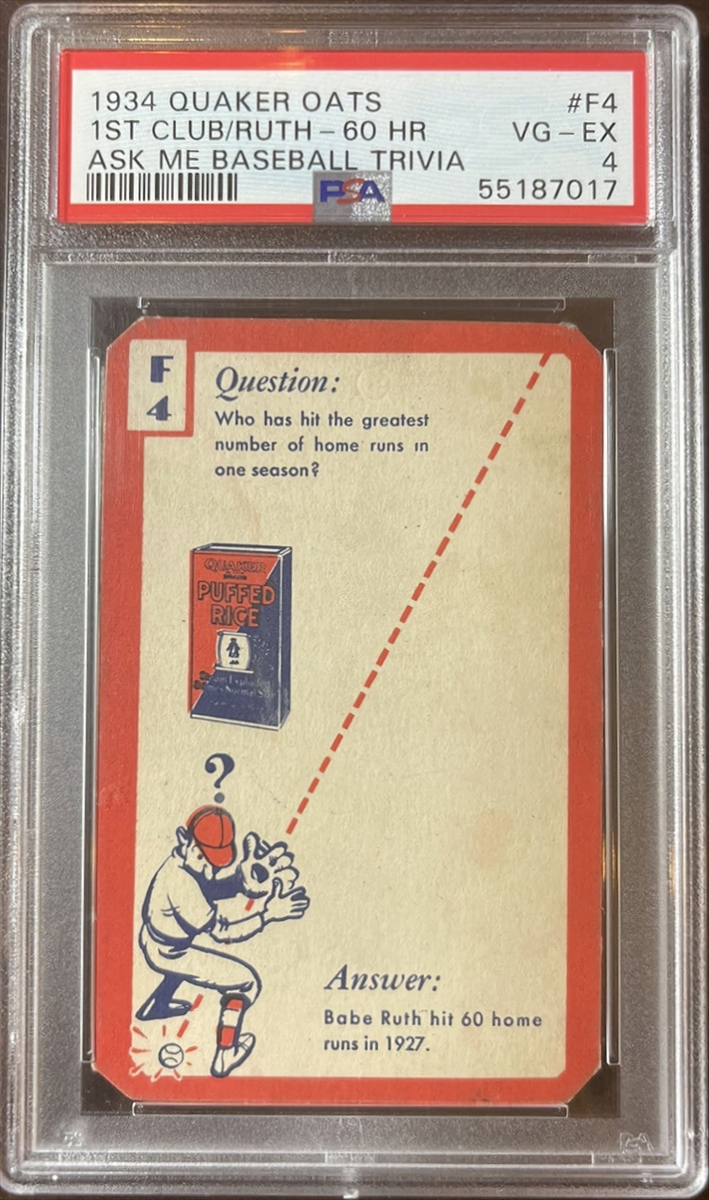 1934 QUAKER OATS #F4
1ST CLUB/RUTH – 60 HR VG – EX
ASK ME BASEBALL TRIVIA 4
PSA 55187017
F
4
Question:
Who has hit the greatest
number of home runs in
one season?
QUAKER
PUFFED
RICE
?
Answer:
Babe Ruth hit 60 home
runs in 1927.